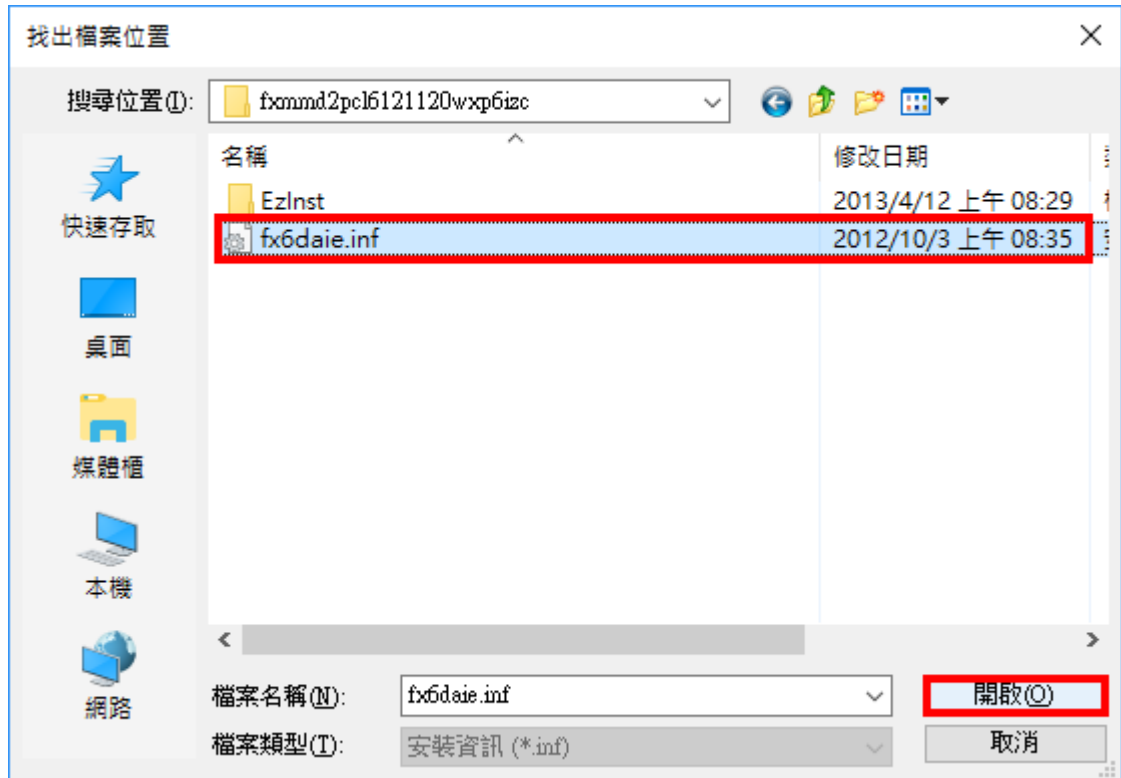 找出檔案位置
搜尋位置(I): fxmmd2pcl6121120wxp6izc
名稱 修改日期
EzInst 2013/4/12 上午 08:29
fx6daie.inf 2012/10/3 上午 08:35
快速存取
桌面
媒體櫃
本機
網路
檔案名稱(N): fx6daie.inf 開啟(O)
檔案類型(T): 安裝資訊 (*.inf) 取消